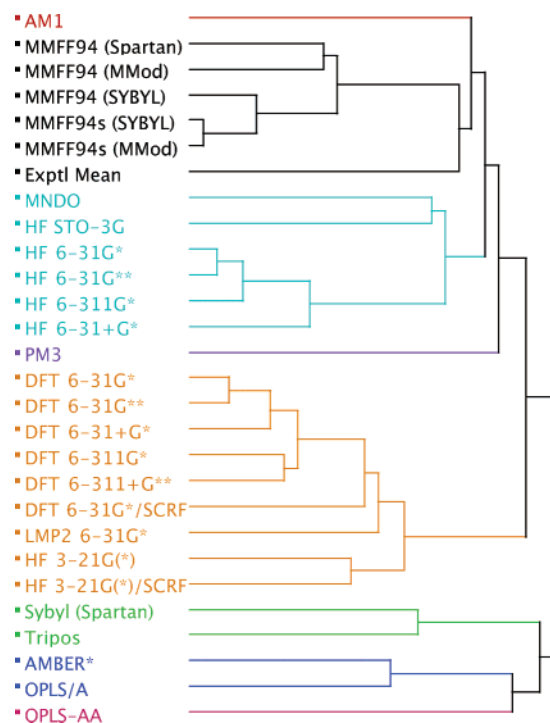 AM1
MMFF94 (Spartan)
MMFF94 (MMod)
MMFF94 (SYBYL)
MMFF94s (SYBYL)
MMFF94s (MMod)
Exptl Mean
MNDO
HF STO-3G
HF 6-31G*
HF 6-31G**
HF 6-311G*
HF 6-31+G*
PM3
DFT 6-31G*
DFT 6-31G**
DFT 6-31+G*
DFT 6-311G*
DFT 6-311+G**
DFT 6-31G*/SCRF
LMP2 6-31G*
HF 3-21G(*)
HF 3-21G(*)/SCRF
Sybyl (Spartan)
Tripos
AMBER*
OPLS/A
OPLS-AA